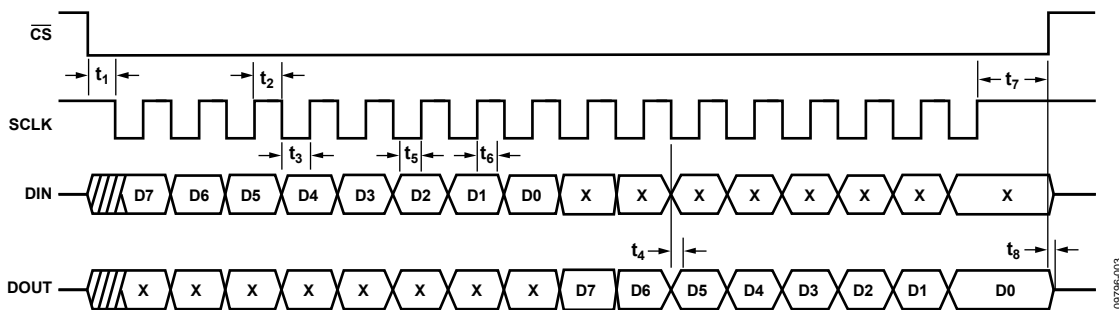 CS
t1 t2 t7
SCLK
t3 t5 t6
DIN D7 D6 D5 D4 D3 D2 D1 D0 X X X X X X X X
t4 t8
DOUT X X X X X X X X D7 D6 D5 D4 D3 D2 D1 D0
09796-003